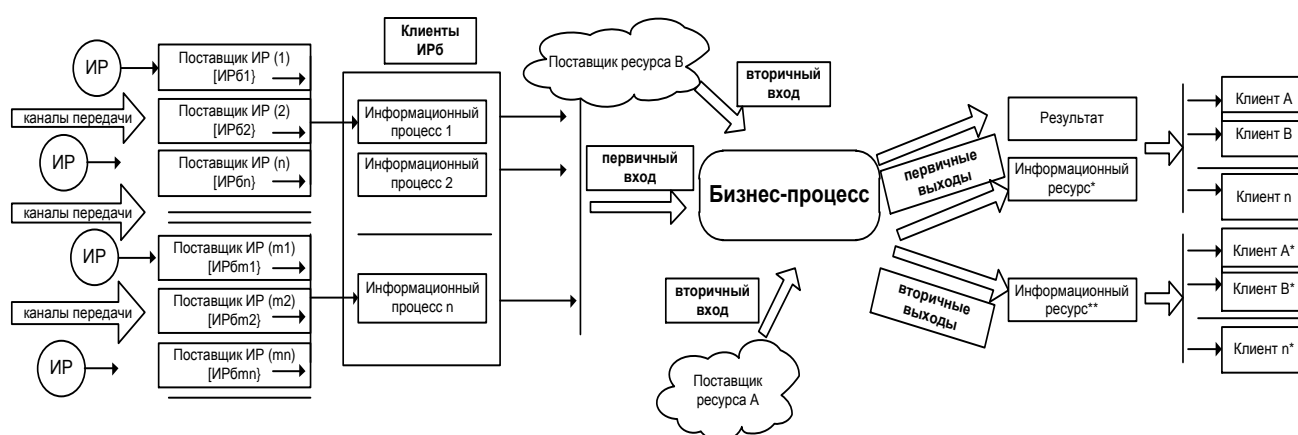 ИР
каналы передачи
ИР
каналы передачи
ИР
каналы передачи
ИР
Поставщик ИР (1)
[ИРб1}
Поставщик ИР (2)
[ИРб2}
Поставщик ИР (n)
[ИРбn}
Поставщик ИР (m1)
[ИРбm1}
Поставщик ИР (m2)
[ИРбm2}
Поставщик ИР (mn)
[ИРбmn}
Клиенты
ИРб
Информационный
процесс 1
Информационный
процесс 2
Информационный
процесс n
Поставщик ресурса В
вторичный
вход
первичный
вход
Бизнес-процесс
вторичный
вход
Поставщик
ресурса А
первичные
выходы
вторичные
выходы
Результат
Информационный
ресурс*
Информационный
ресурс**
Клиент А
Клиент В
Клиент n
Клиент А*
Клиент В*
Клиент n*